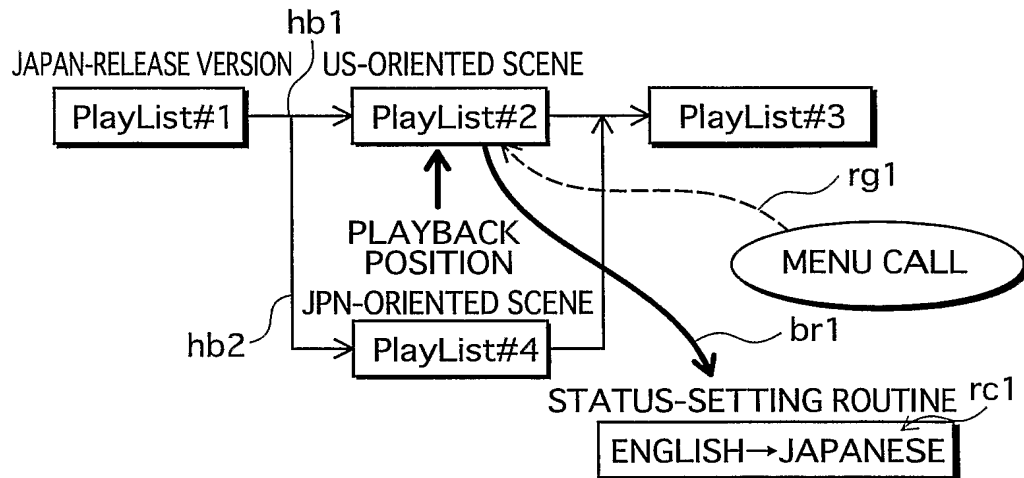 hb1
JAPAN-RELEASE VERSION
US-ORIENTED SCENE
PlayList#1
PlayList#2
PlayList#3
rg1
PLAYBACK
POSITION
MENU CALL
JPN-ORIENTED SCENE
hb2
PlayList#4
br1
STATUS-SETTING ROUTINE
rc1
ENGLISH→JAPANESE